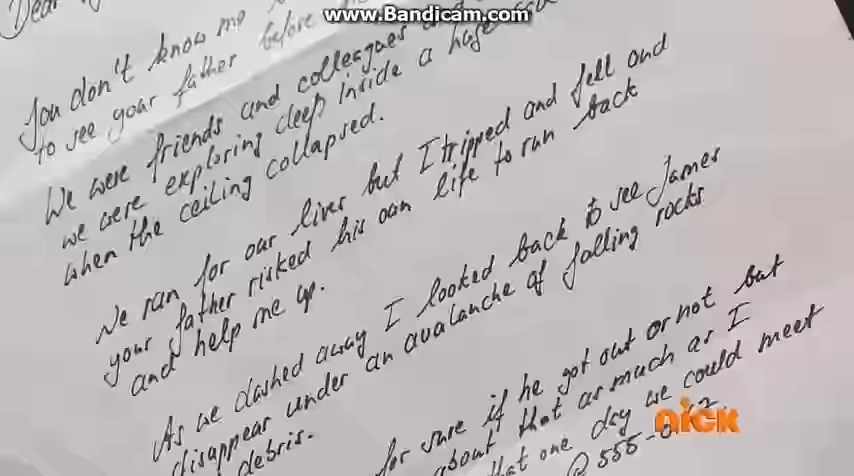 www.Bandicam.com
Dear
You don't know me
to see your father before
We were friends and colleagues and
we were exploring deep inside a huge
when the ceiling collapsed.
We ran for our lives but I tripped and fell and
your father risked his own life to run back
and help me up.
As we dashed away I looked back to see James
disappear under an avalanche of falling rocks
debris.
for sure if he got out or not but
about that as much as I
that one day we could meet
@ 555-0
nick